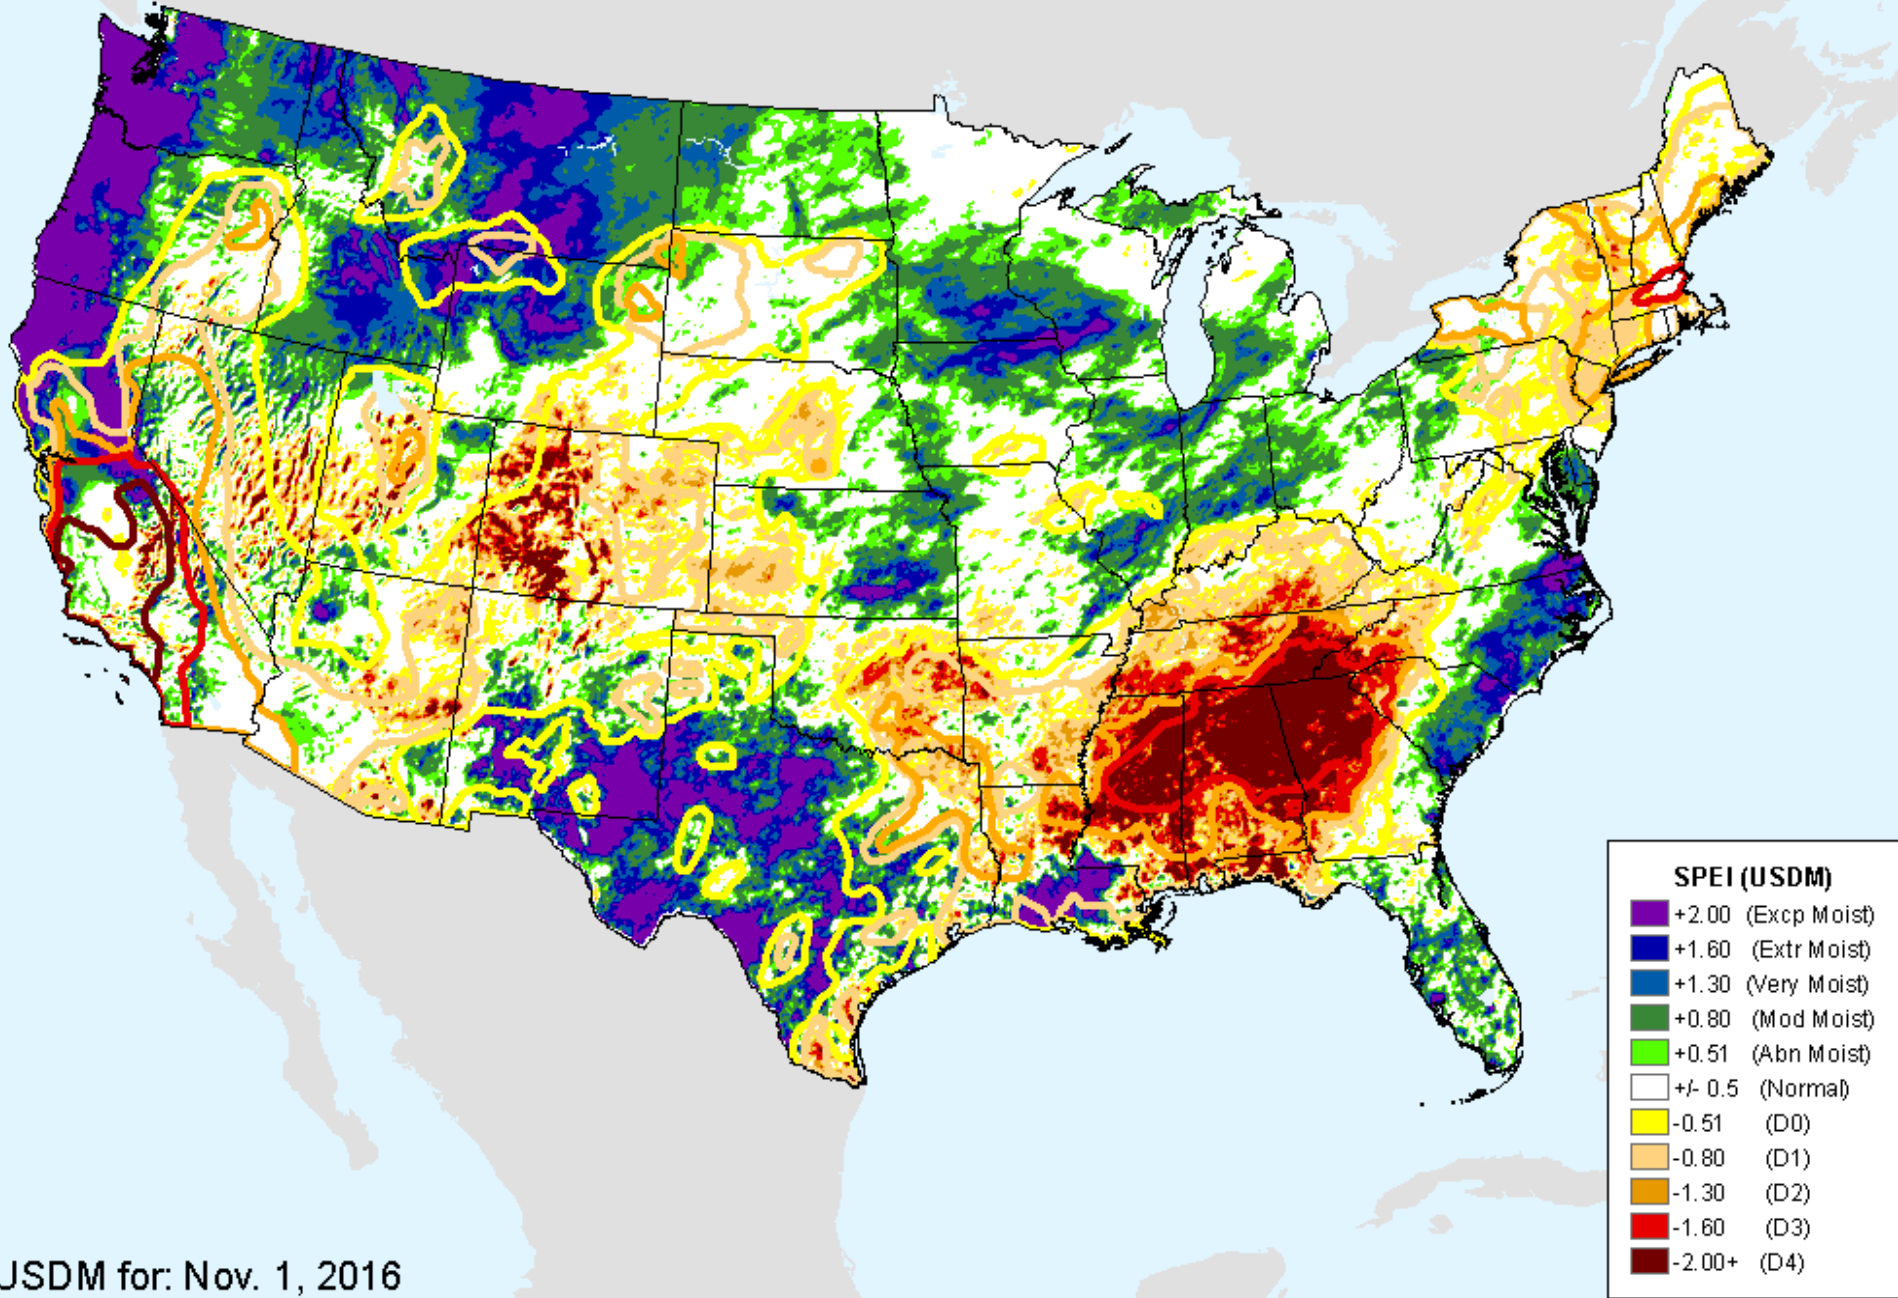 SPEI (USDM)
+2.00 (Excp Moist)
+1.60 (Extr Moist)
+1.30 (Very Moist)
+0.80 (Mod Moist)
+0.51 (Abn Moist)
+/- 0.5 (Normal)
-0.51 (D0)
-0.80 (D1)
-1.30 (D2)
-1.60 (D3)
-2.00+ (D4)
USDM for: Nov. 1, 2016